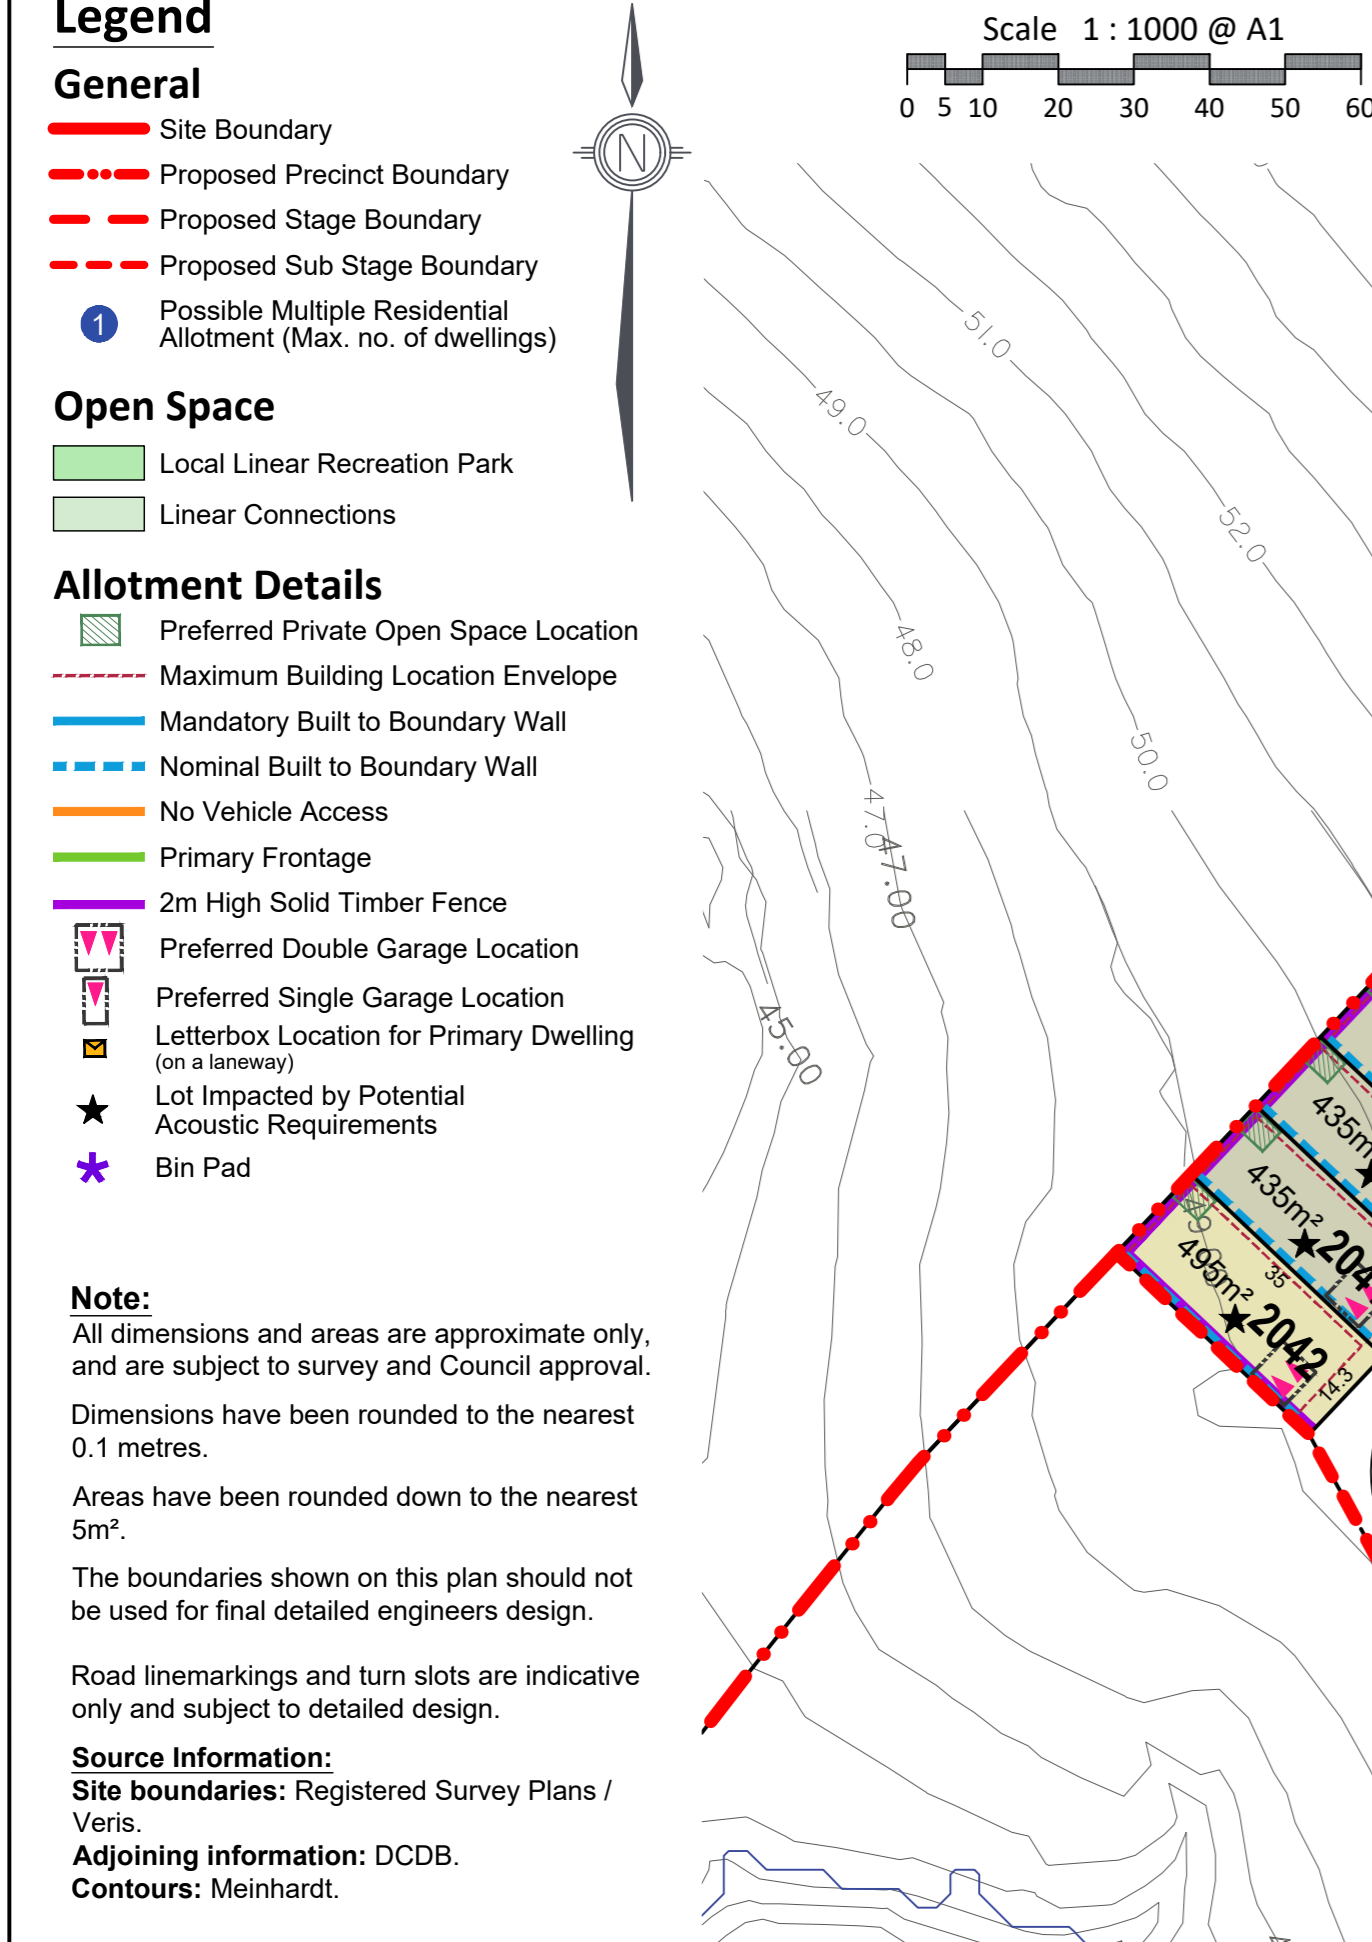 Legend
General
Site Boundary
Proposed Precinct Boundary
Proposed Stage Boundary
Proposed Sub Stage Boundary
1
Possible Multiple Residential
Allotment (Max. no. of dwellings)
Open Space
Local Linear Recreation Park
Linear Connections
Allotment Details
Preferred Private Open Space Location
Maximum Building Location Envelope
Mandatory Built to Boundary Wall
Nominal Built to Boundary Wall
No Vehicle Access
Primary Frontage
2m High Solid Timber Fence
Preferred Double Garage Location
Preferred Single Garage Location
Letterbox Location for Primary Dwelling
(on a laneway)
Lot Impacted by Potential
Acoustic Requirements
Bin Pad
Note:
All dimensions and areas are approximate only,
and are subject to survey and Council approval.
Dimensions have been rounded to the nearest
0.1 metres.
Areas have been rounded down to the nearest
5m².
The boundaries shown on this plan should not
be used for final detailed engineers design.
Road linemarkings and turn slots are indicative
only and subject to detailed design.
Source Information:
Site boundaries: Registered Survey Plans /
Veris.
Adjoining information: DCDB.
Contours: Meinhardt.
N
Scale 1 : 1000 @ A1
0 5 10 20 30 40 50 60
51.0
49.0
52.0
48.0
50.0
47.0
47.00
45.00
435m
435m²
204
495m²
35
2042
14.3